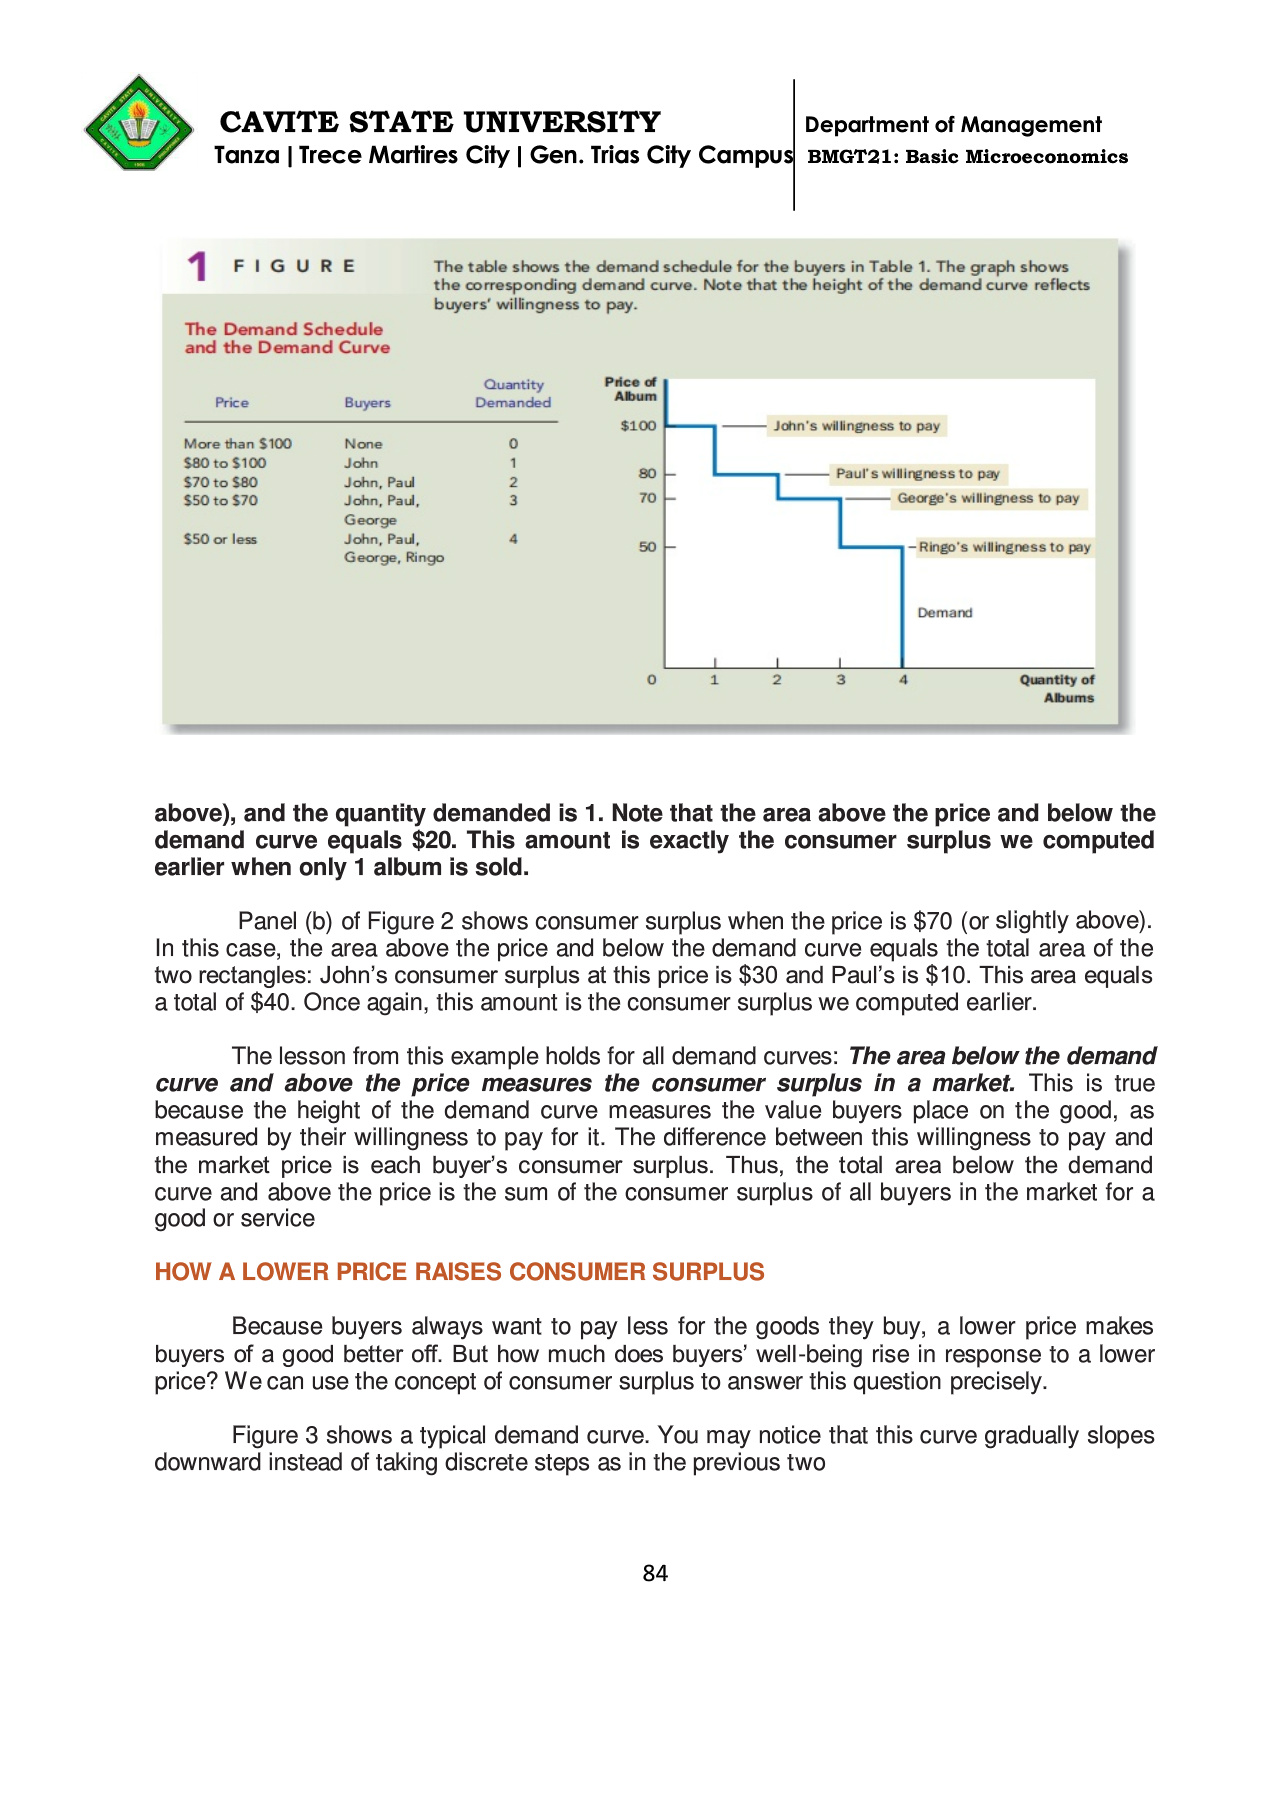 CAVITE STATE UNIVERSITY
Tanza | Trece Martires City | Gen. Trias City Campus
Department of Management
BMGT21: Basic Microeconomics
1 FIGURE
The table shows the demand schedule for the buyers in Table 1. The graph shows
the corresponding demand curve. Note that the height of the demand curve reflects
buyers' willingness to pay.
The Demand Schedule
and the Demand Curve
Price Buyers Quantity Demanded
More than $100 None 0
$80 to $100 John 1
$70 to $80 John, Paul 2
$50 to $70 John, Paul, 3
George
$50 or less John, Paul, 4
George, Ringo
Price of
Album
$100 John's willingness to pay
80 Paul's willingness to pay
70 George's willingness to pay
50 Ringo's willingness to pay
Demand
0 1 2 3 4 Quantity of
Albums
above), and the quantity demanded is 1. Note that the area above the price and below the
demand curve equals $20. This amount is exactly the consumer surplus we computed
earlier when only 1 album is sold.
Panel (b) of Figure 2 shows consumer surplus when the price is $70 (or slightly above).
In this case, the area above the price and below the demand curve equals the total area of the
two rectangles: John’s consumer surplus at this price is $30 and Paul’s is $10. This area equals
a total of $40. Once again, this amount is the consumer surplus we computed earlier.
The lesson from this example holds for all demand curves: The area below the demand
curve and above the price measures the consumer surplus in a market. This is true
because the height of the demand curve measures the value buyers place on the good, as
measured by their willingness to pay for it. The difference between this willingness to pay and
the market price is each buyer’s consumer surplus. Thus, the total area below the demand
curve and above the price is the sum of the consumer surplus of all buyers in the market for a
good or service
HOW A LOWER PRICE RAISES CONSUMER SURPLUS
Because buyers always want to pay less for the goods they buy, a lower price makes
buyers of a good better off. But how much does buyers’ well-being rise in response to a lower
price? We can use the concept of consumer surplus to answer this question precisely.
Figure 3 shows a typical demand curve. You may notice that this curve gradually slopes
downward instead of taking discrete steps as in the previous two
84